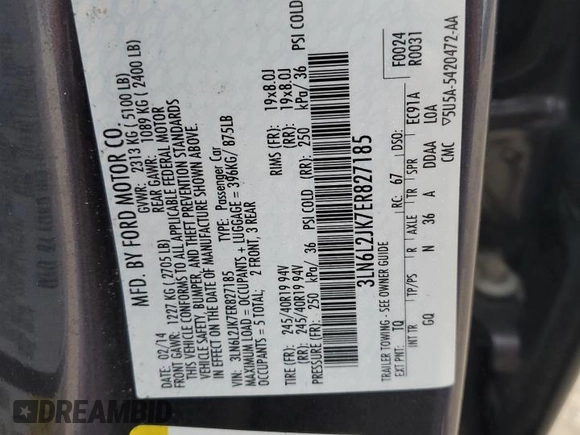 MFD. BY FORD MOTOR CO.
GVWR: 2313 KG ( 5100 LB)
DATE: 02/14
FRONT GAWR: 1227 KG (2705 LB)
REAR GAWR: 1089 KG ( 2400 LB)
THIS VEHICLE CONFORMS TO ALL APPLICABLE FEDERAL MOTOR
VEHICLE SAFETY, BUMPER, AND THEFT PREVENTION STANDARDS
IN EFFECT ON THE DATE OF MANUFACTURE SHOWN ABOVE.
VIN: 3LN6L2JK7ER827185
TYPE: Passenger Car
MAXIMUM LOAD = OCCUPANTS + LUGGAGE = 396KG/ 875LB
OCCUPANTS = 5 TOTAL; 2 FRONT, 3 REAR
TIRE (FR): 245/40R19 94V RIMS (FR): 19x8.0J
(RR): 245/40R19 94V (RR): 19x8.0J
PRESSURE (FR): 250 kPa/ 36 PSI COLD (RR): 250 kPa/ 36 PSI COLD
3LN6L2JK7ER827185
TRAILER TOWING - SEE OWNER GUIDE
F0024
R0031
EXT PNT: TQ RC: 67 DSO: EC91A
INT TR TP/PS R AXLE TR SPR LOA
GQ N 36 A DDAA
CMC ▽5U5A-5420472-AA
DREAMBID